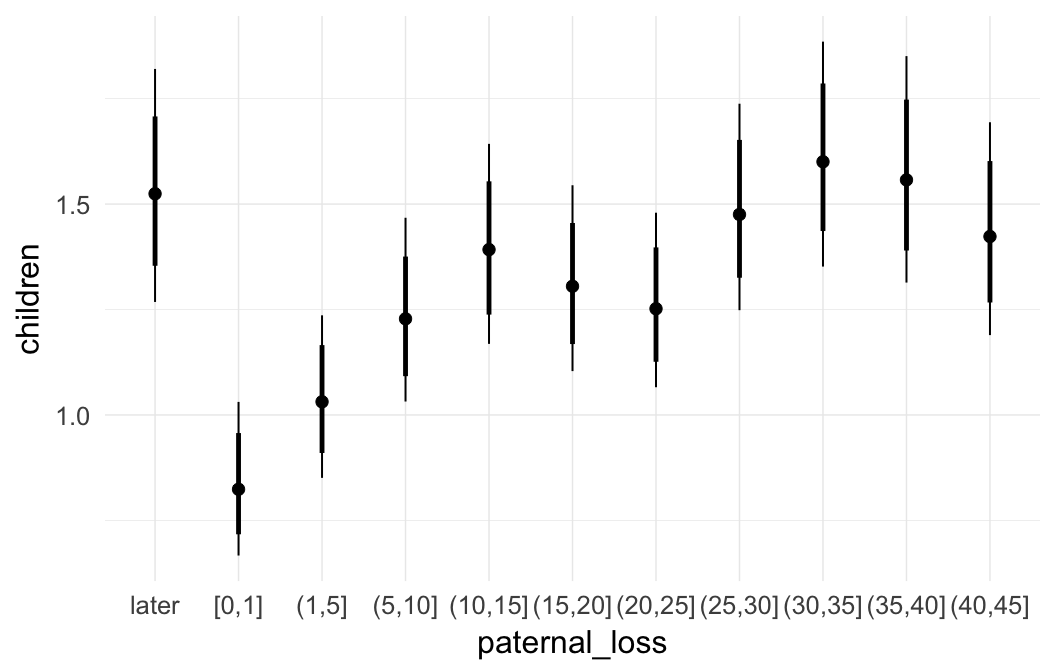 children
1.5
1.0
later [0,1] (1,5] (5,10] (10,15] (15,20] (20,25] (25,30] (30,35] (35,40] (40,45]
paternal_loss